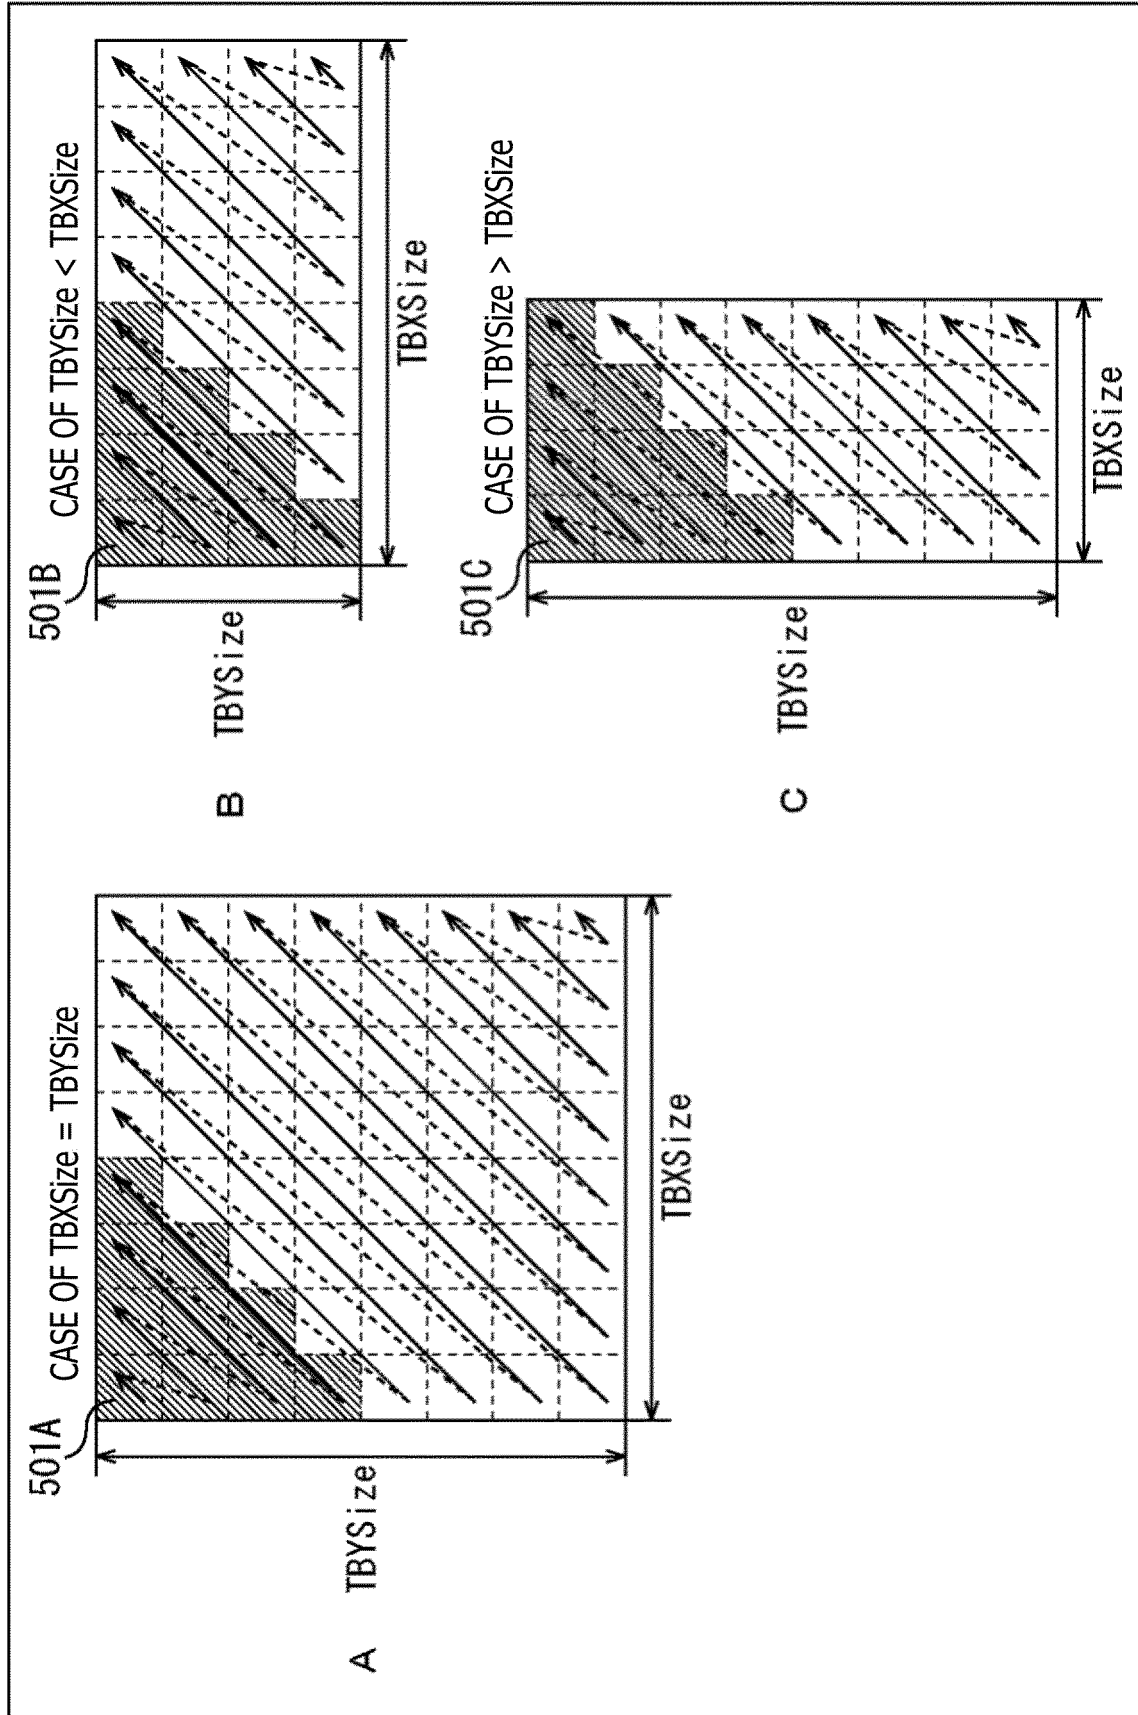 501A
CASE OF TBXSize = TBYSize
TBYSize
TBXSize
A
501B
CASE OF TBYSize < TBXSize
TBYSize
TBXSize
B
501C
CASE OF TBYSize > TBXSize
TBYSize
TBXSize
C